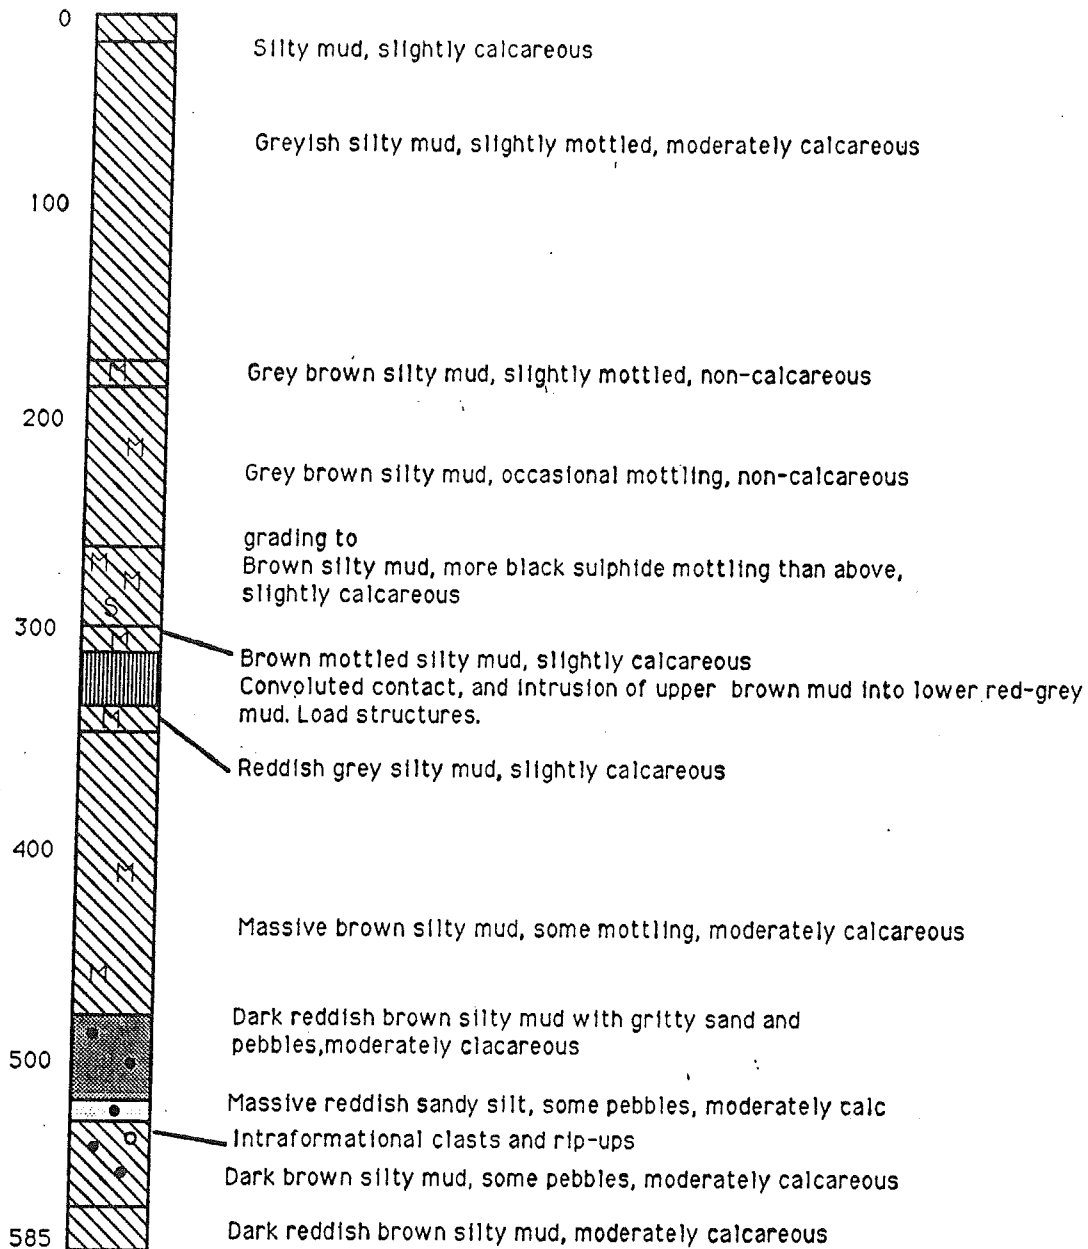 0
Silty mud, slightly calcareous
Greyish silty mud, slightly mottled, moderately calcareous
100
M
Grey brown silty mud, slightly mottled, non-calcareous
200
M
Grey brown silty mud, occasional mottling, non-calcareous
grading to
M
Brown silty mud, more black sulphide mottling than above,
M
slightly calcareous
S
300
M
Brown mottled silty mud, slightly calcareous
Convoluted contact, and intrusion of upper brown mud into lower red-grey
mud. Load structures.
M
Reddish grey silty mud, slightly calcareous
400
M
Massive brown silty mud, some mottling, moderately calcareous
M
Dark reddish brown silty mud with gritty sand and
pebbles,moderately clacareous
500
Massive reddish sandy silt, some pebbles, moderately calc
Intraformational clasts and rip-ups
Dark brown silty mud, some pebbles, moderately calcareous
585
Dark reddish brown silty mud, moderately calcareous